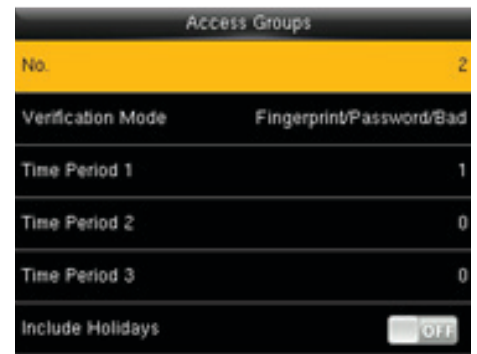 Access Groups
No. 2
Verification Mode Fingerprint/Password/Bad
Time Period 1 1
Time Period 2 0
Time Period 3 0
Include Holidays OFF